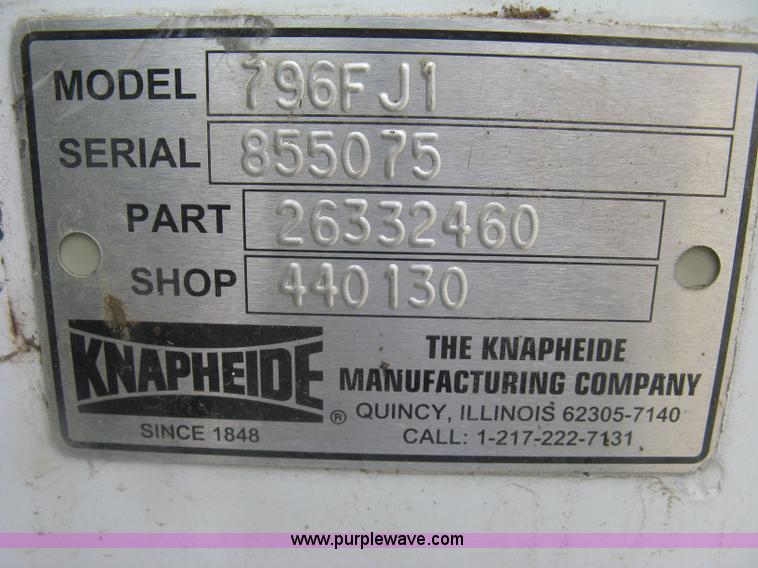 MODEL 796FJ1
SERIAL 855075
PART 26332460
SHOP 440130
KNAPHEIDE ®
SINCE 1848
THE KNAPHEIDE
MANUFACTURING COMPANY
QUINCY, ILLINOIS 62305-7140
CALL: 1-217-222-7131
www.purplewave.com